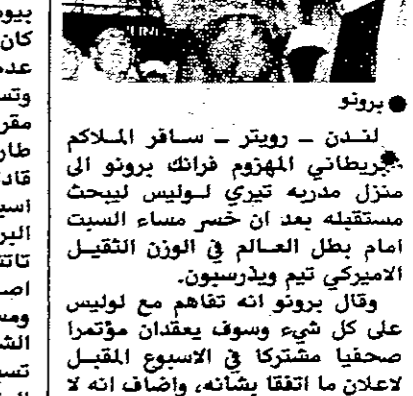 ● برونو
لندن – رويتر – سافر الملاكم
البريطاني المهزوم فرانك برونو الى
منزل مدربه تيري لوليس ليبحث
مستقبله بعد ان خسر مساء السبت
امام بطل العالم في الوزن الثقيل
الاميركي تيم ويذرسبون.
وقال برونو انه تفاهم مع لوليس
على كل شيء وسوف يعقدان مؤتمرا
صحفيا مشتركا في الاسبوع المقبل
لاعلان ما اتفقا بشأنه، واضاف انه لا